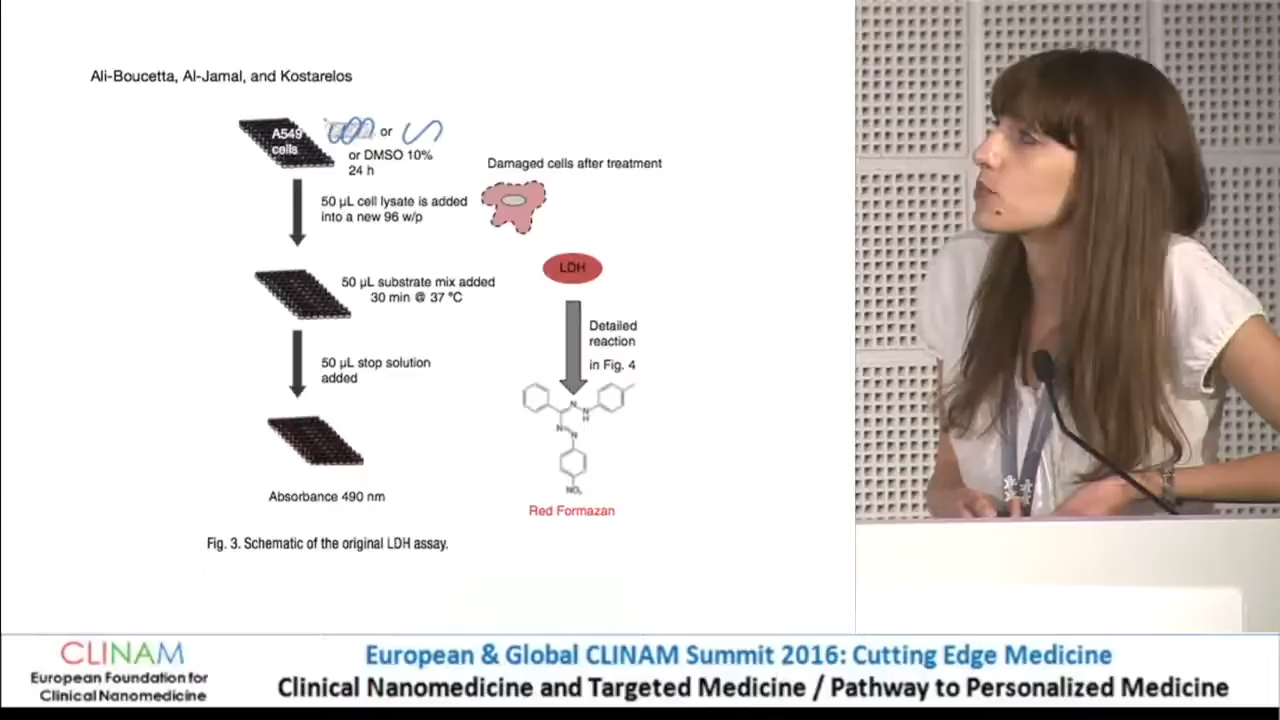 Ali-Boucetta, Al-Jamal, and Kostarelos
A549
cells
or
or DMSO 10%
24 h
Damaged cells after treatment
50 µL cell lysate is added
into a new 96 w/p
LDH
50 µL substrate mix added
30 min @ 37 °C
Detailed
reaction
in Fig. 4
50 µL stop solution
added
N
N
H
N
N
NO₂
Absorbance 490 nm
Red Formazan
Fig. 3. Schematic of the original LDH assay.
CLINAM
European Foundation for
Clinical Nanomedicine
European & Global CLINAM Summit 2016: Cutting Edge Medicine
Clinical Nanomedicine and Targeted Medicine / Pathway to Personalized Medicine